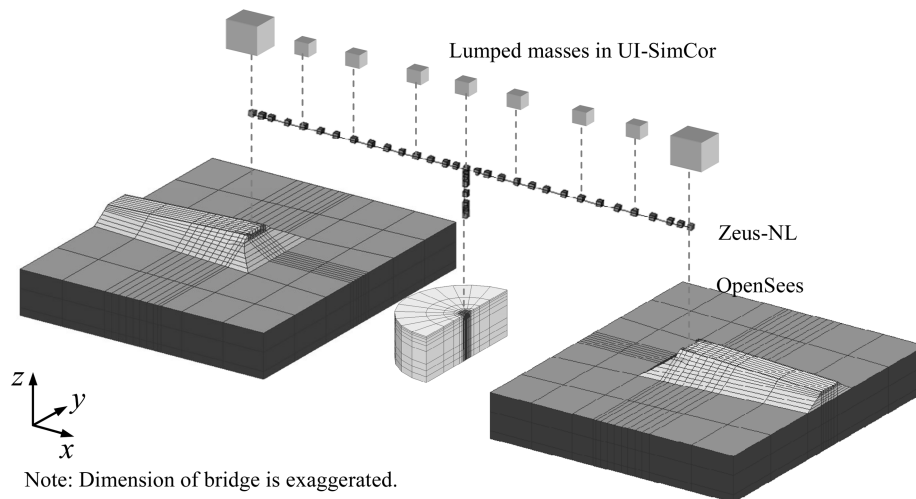 Lumped masses in UI-SimCor
Zeus-NL
OpenSees
z
y
x
Note: Dimension of bridge is exaggerated.